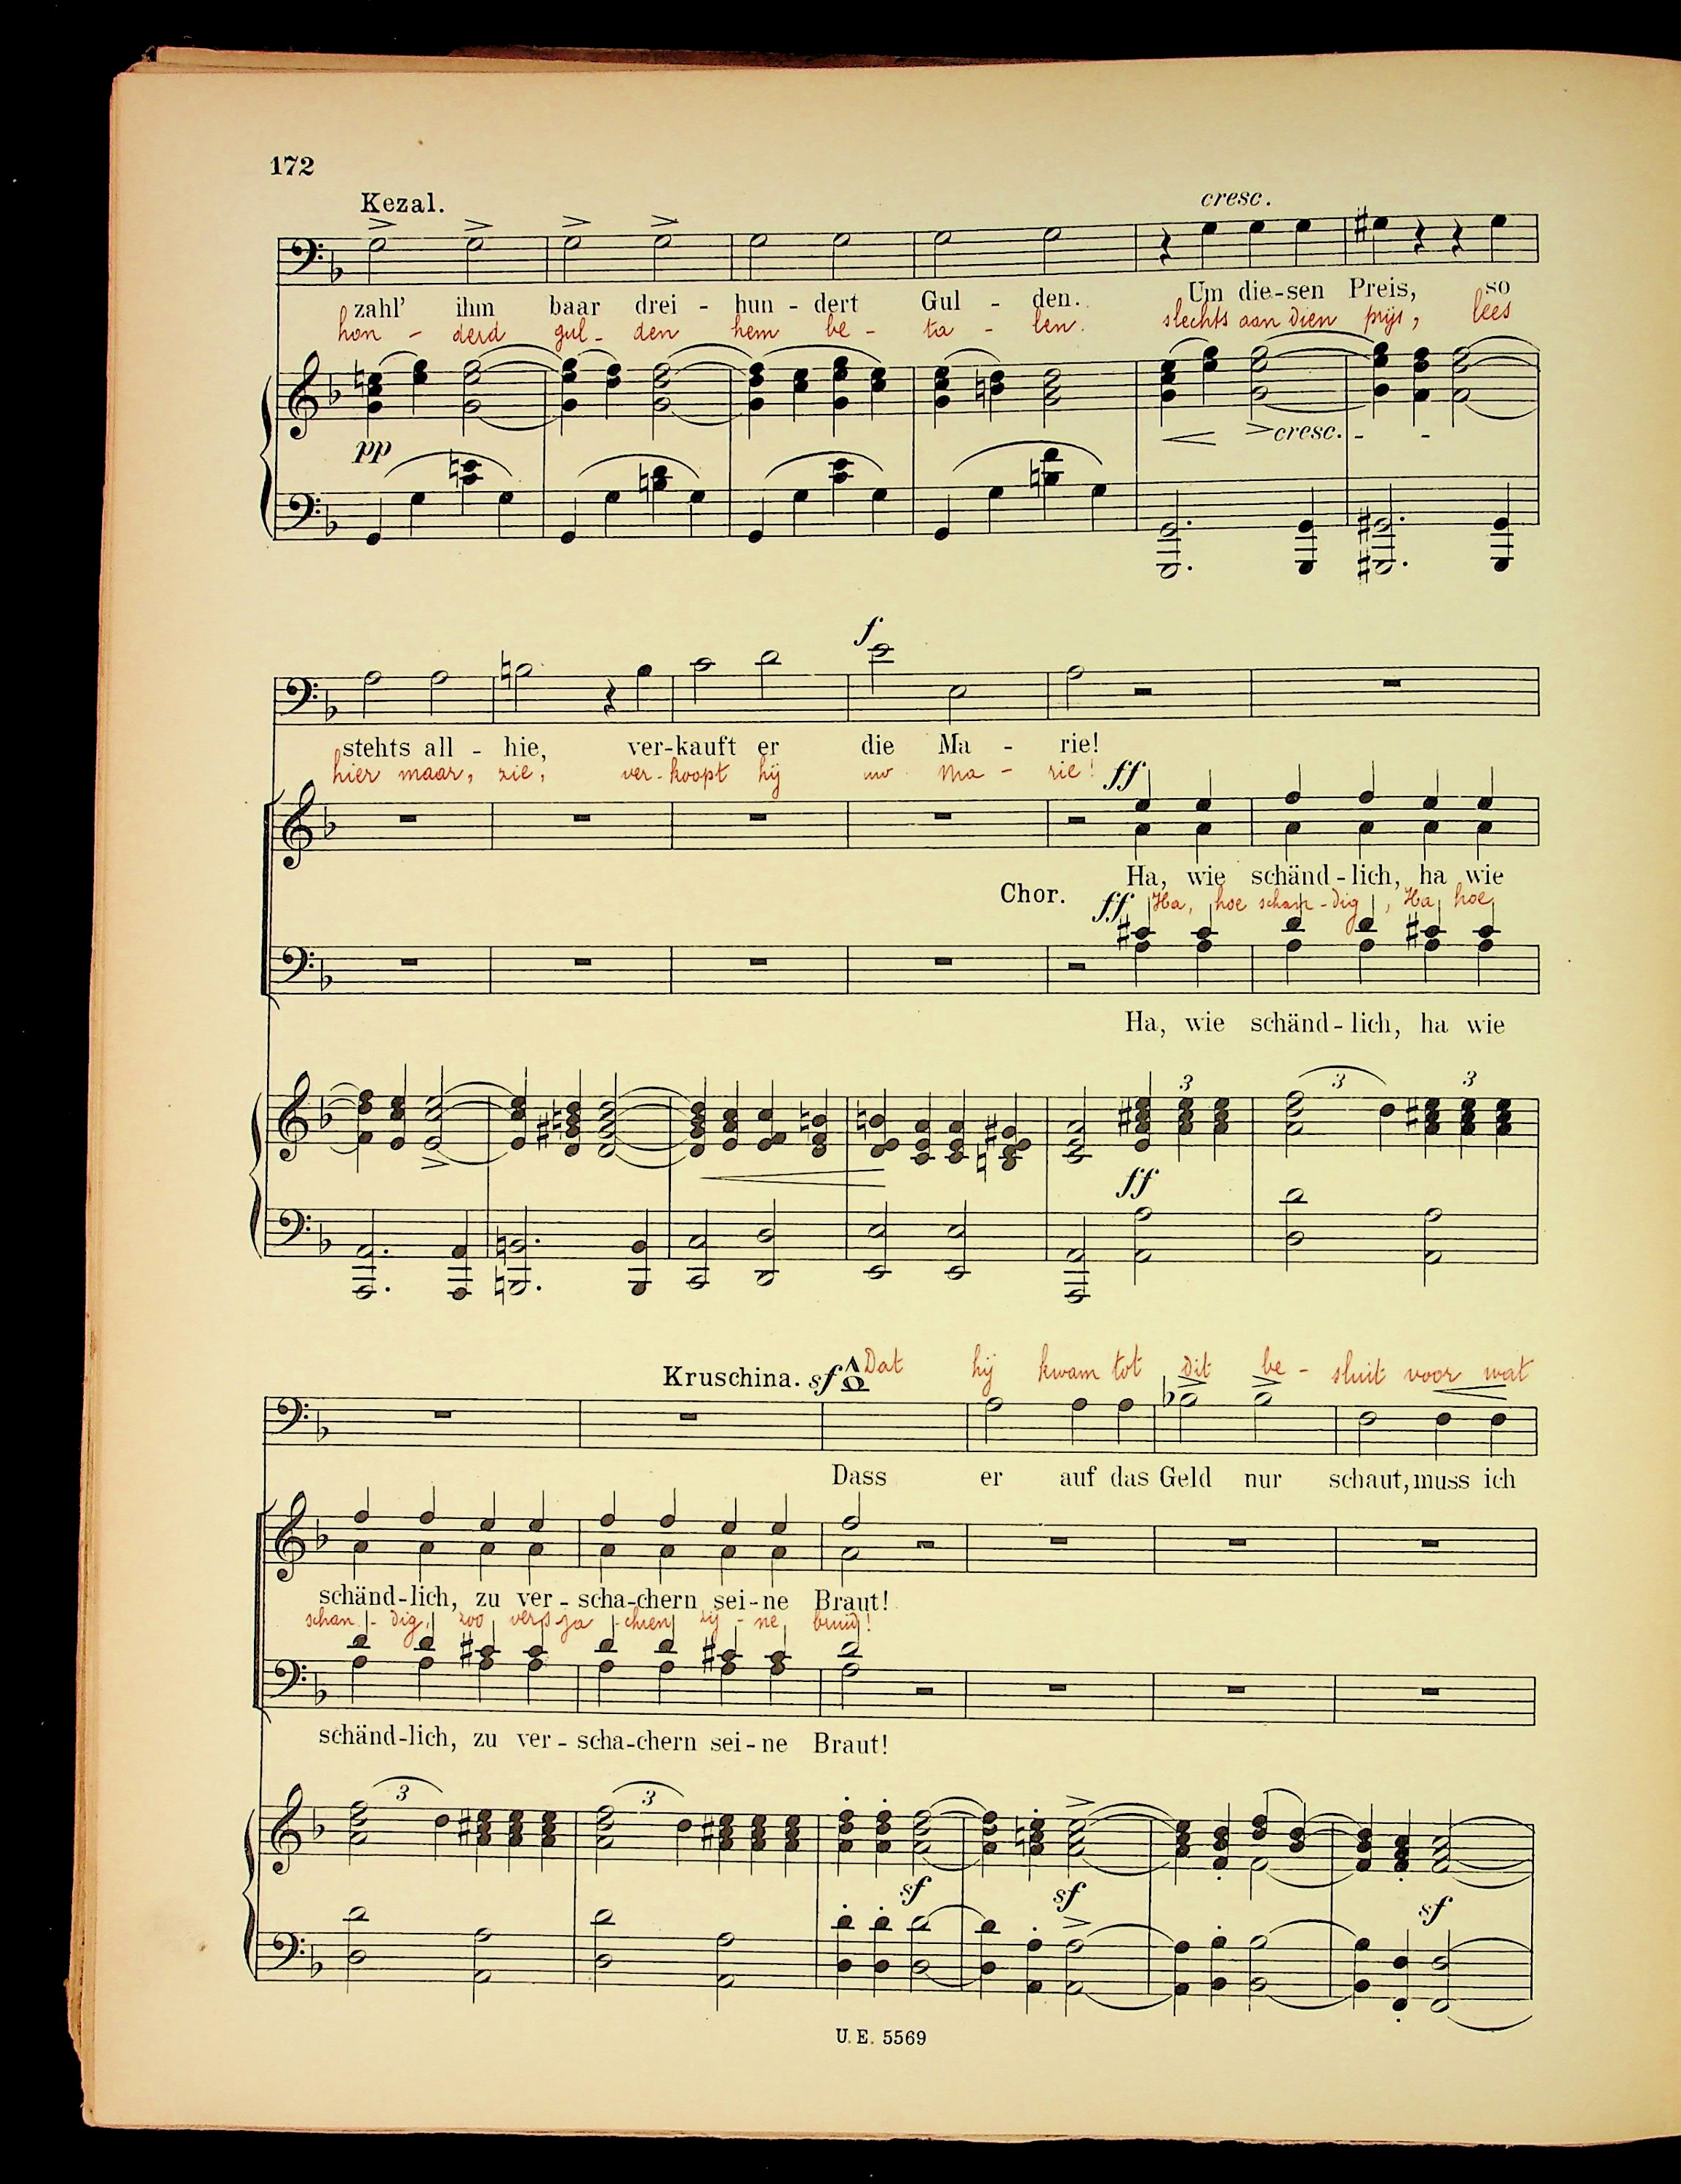 172
Kezal.
cresc.
zahl' ihm baar drei - hun - dert Gul - den. Um die-sen Preis, so
hon - derd gul- den hem be - ta - len. slechts aan dien prijs, lees
pp
cresc. - -
f
stehts all - hie, ver-kauft er die Ma - rie!
hier maar, zie, ver-koopt hij uw Ma - rie!
ff
Ha, wie schänd-lich, ha wie
Chor.
ff Ha, hoe schan-dig, Ha hoe
Ha, wie schänd-lich, ha wie
3 3 3
ff
Kruschina. sf Dat hij kwam tot dit be - sluit voor wat
Dass er auf das Geld nur schaut, muss ich
schänd-lich, zu ver-scha-chern sei-ne Braut!
schan-dig, zoo ver-sja-chren zij-ne bruid!
schänd-lich, zu ver-scha-chern sei-ne Braut!
3 3
sf sf sf
U. E. 5569